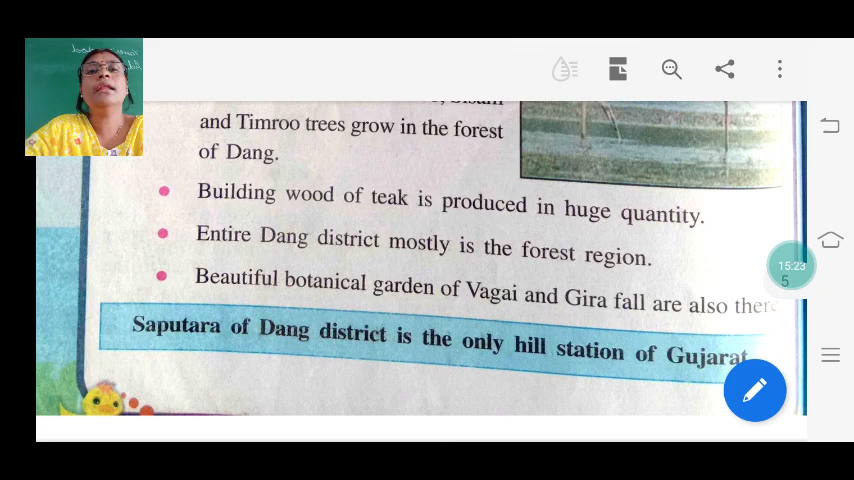 and Timroo trees grow in the forest
of Dang.
Building wood of teak is produced in huge quantity.
Entire Dang district mostly is the forest region.
Beautiful botanical garden of Vagai and Gira fall are also there
Saputara of Dang district is the only hill station of Gujarat
15:23
5